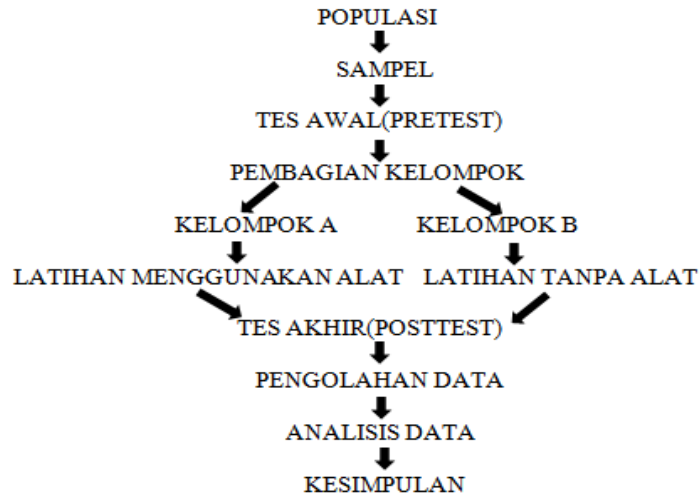 POPULASI
SAMPEL
TES AWAL(PRETEST)
PEMBAGIAN KELOMPOK
KELOMPOK A
KELOMPOK B
LATIHAN MENGGUNAKAN ALAT
LATIHAN TANPA ALAT
TES AKHIR(POSTTEST)
PENGOLAHAN DATA
ANALISIS DATA
KESIMPULAN